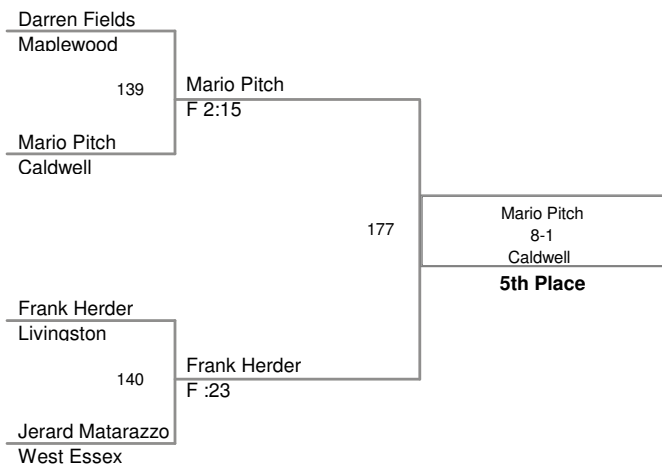 Darren Fields
Maplewood
139
Mario Pitch
F 2:15
Mario Pitch
Caldwell
177
Mario Pitch
8-1
Caldwell
5th Place
Frank Herder
Livingston
140
Frank Herder
F :23
Jerard Matarazzo
West Essex